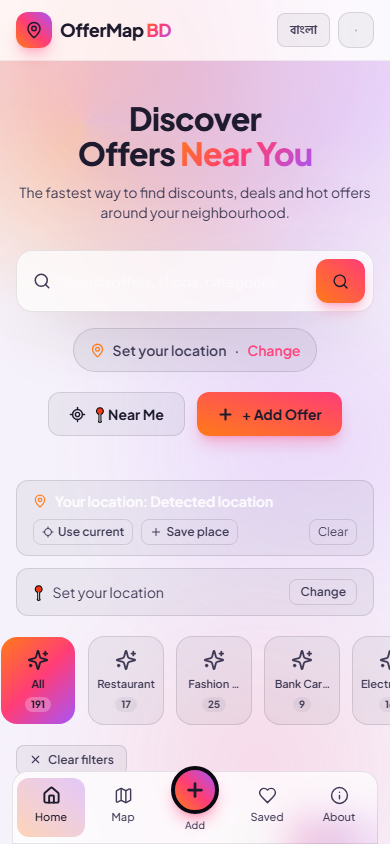 OfferMap BD
বাংলা
Discover
Offers Near You
The fastest way to find discounts, deals and hot offers
around your neighbourhood.
Set your location · Change
Near Me
+ Add Offer
Your location: Detected location
Use current
Save place
Clear
Set your location
Change
All
Restaurant
Fashion ...
Bank Car...
Electr
191
17
25
9
Clear filters
Home
Map
Add
Saved
About